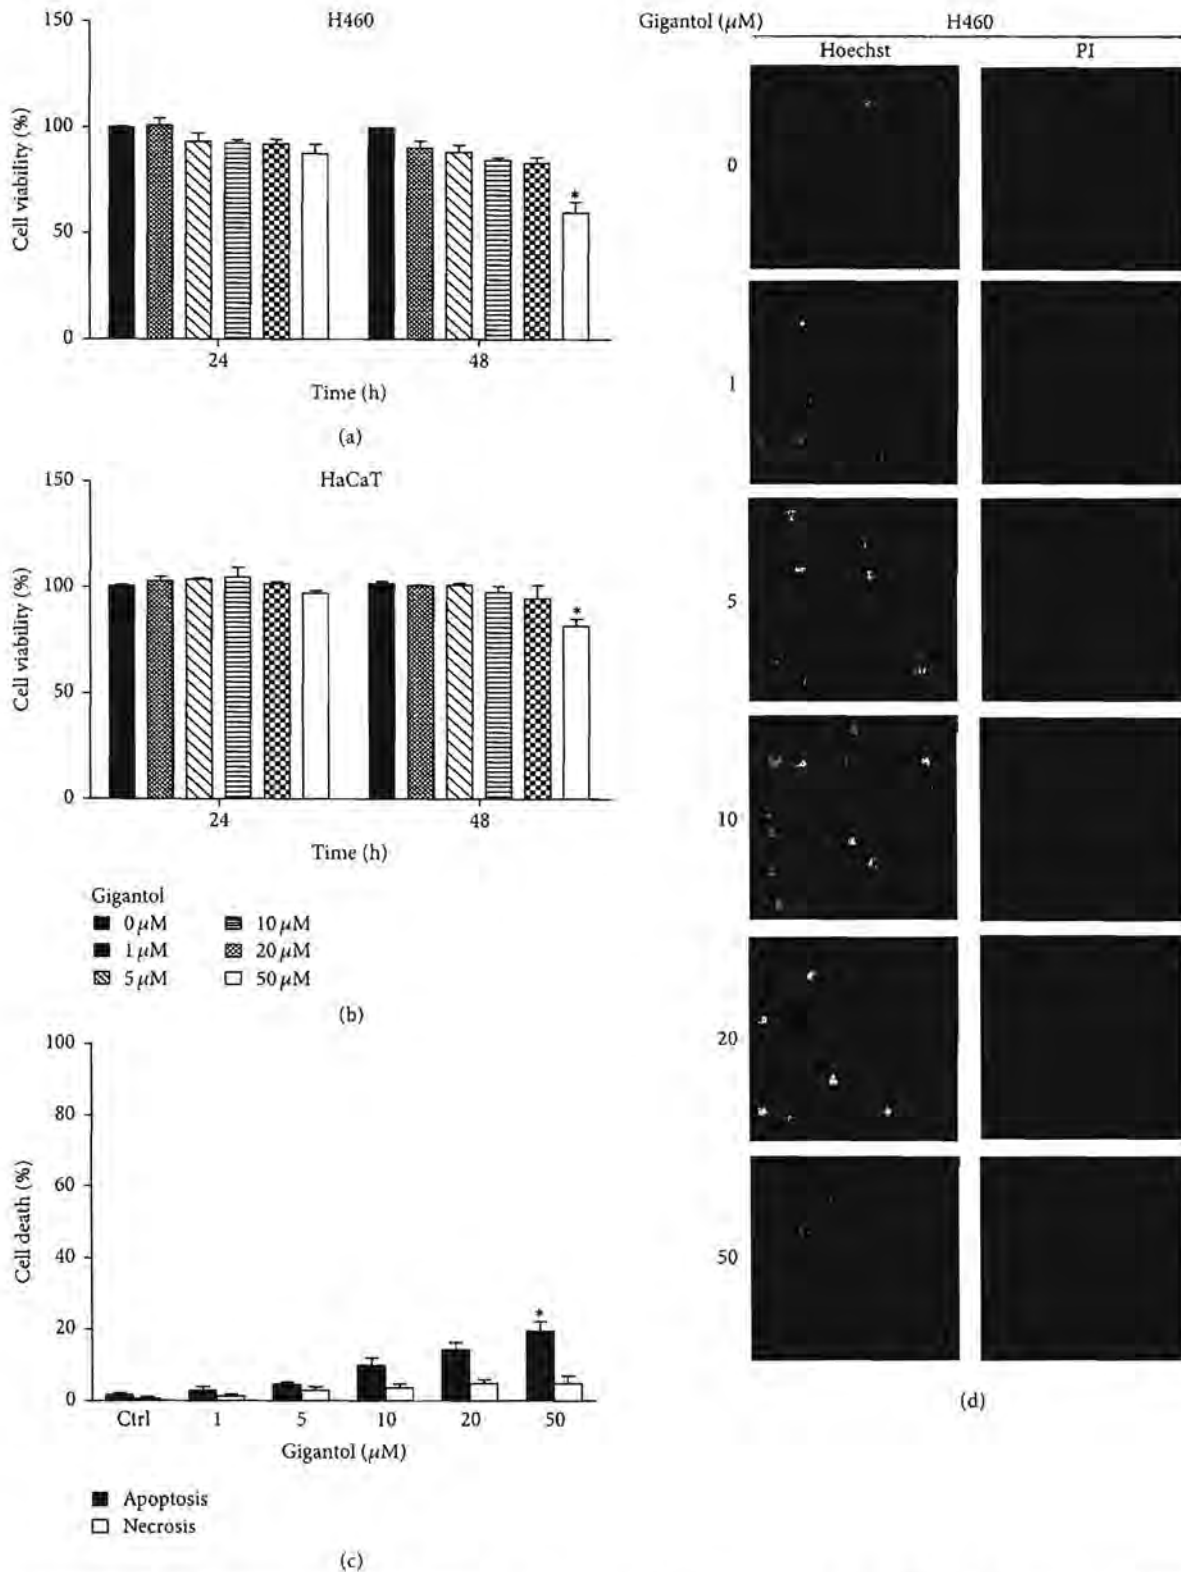 H460
150
100
50
0
Cell viability (%)
*
24
48
Time (h)
(a)
HaCaT
150
100
50
0
Cell viability (%)
*
24
48
Time (h)
Gigantol
0 μM
10 μM
1 μM
20 μM
5 μM
50 μM
(b)
100
80
60
40
20
0
Cell death (%)
*
Ctrl
1
5
10
20
50
Gigantol (μM)
Apoptosis
Necrosis
(c)
Gigantol (μM)
H460
Hoechst
PI
0
1
5
10
20
50
(d)